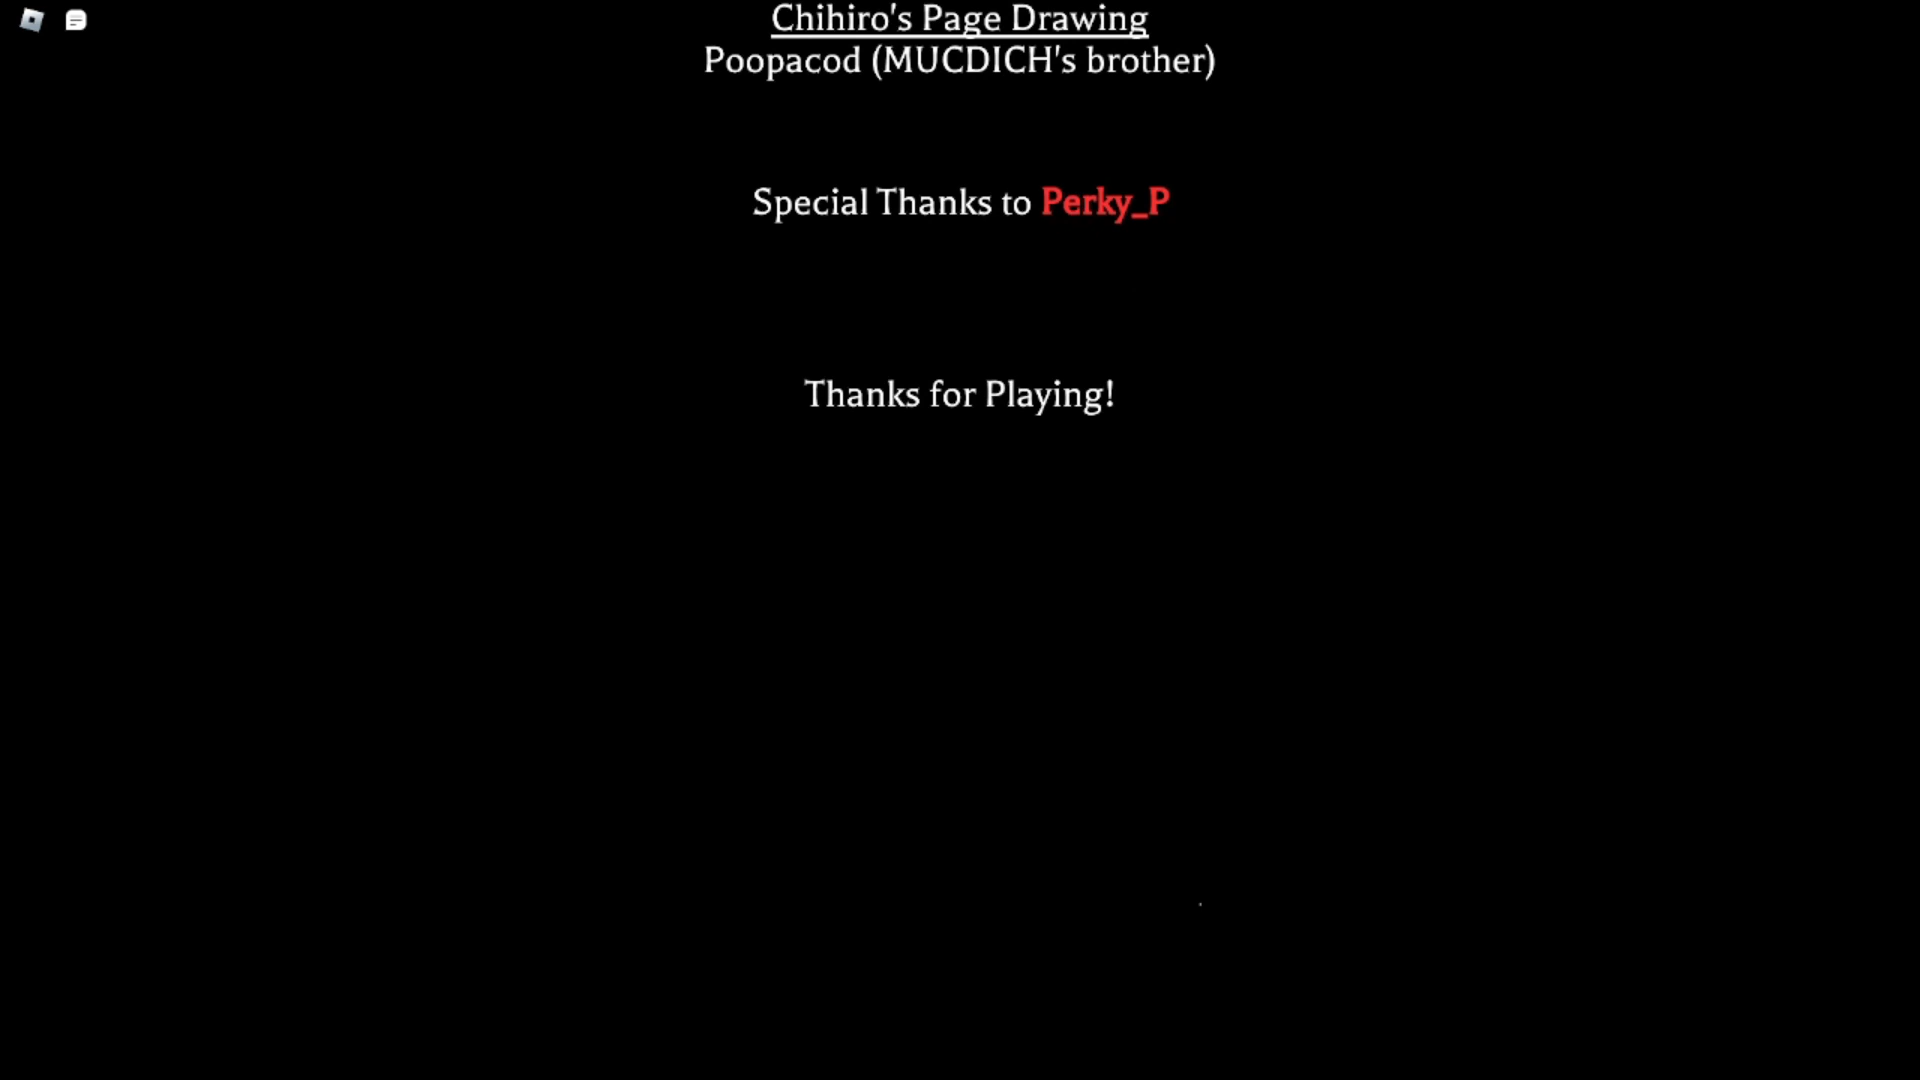 Chihiro's Page Drawing
Poopacod (MUCDICH's brother)
Special Thanks to Perky_P
Thanks for Playing!